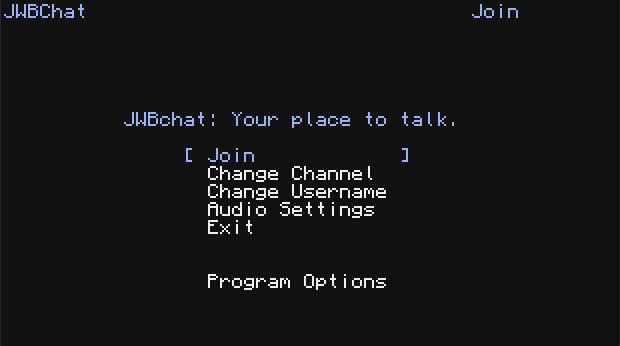 JWBChat Join
JWBchat: Your place to talk.
[ Join ]
Change Channel
Change Username
Audio Settings
Exit
Program Options